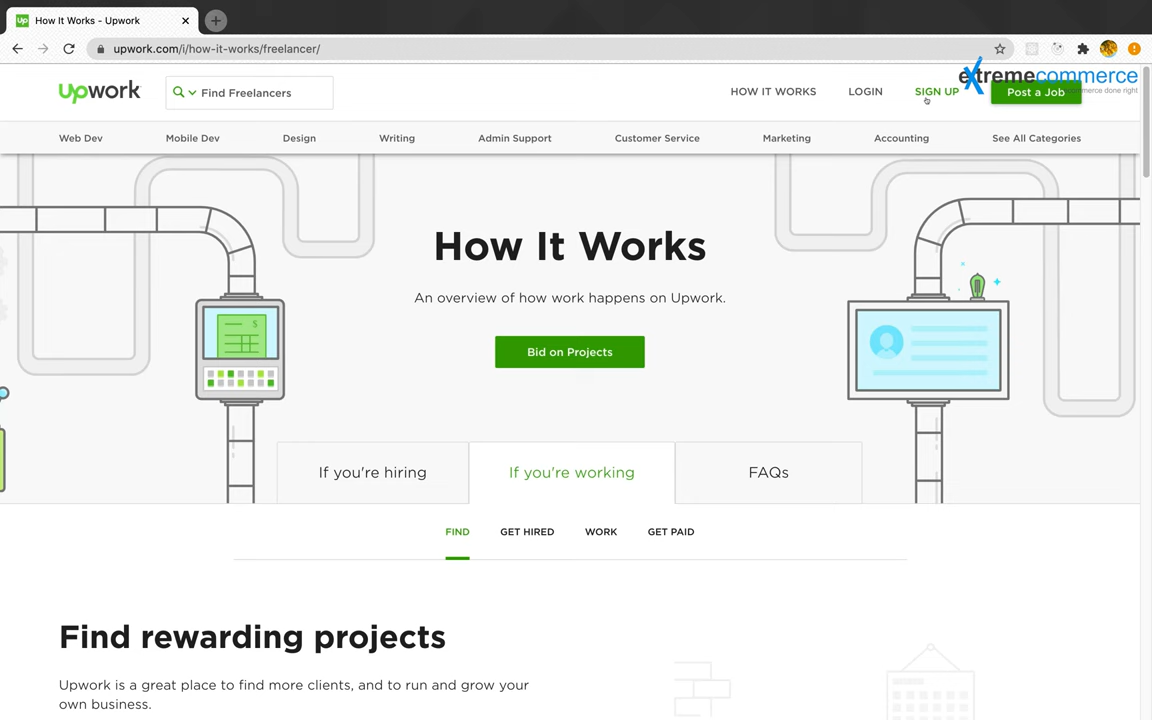 How It Works - Upwork
upwork.com/i/how-it-works/freelancer/
extremecommerce
ecommerce done right
upwork
Find Freelancers
HOW IT WORKS
LOGIN
SIGN UP
Post a Job
Web Dev
Mobile Dev
Design
Writing
Admin Support
Customer Service
Marketing
Accounting
See All Categories
How It Works
An overview of how work happens on Upwork.
Bid on Projects
If you're hiring
If you're working
FAQs
FIND
GET HIRED
WORK
GET PAID
Find rewarding projects
Upwork is a great place to find more clients, and to run and grow your
own business.